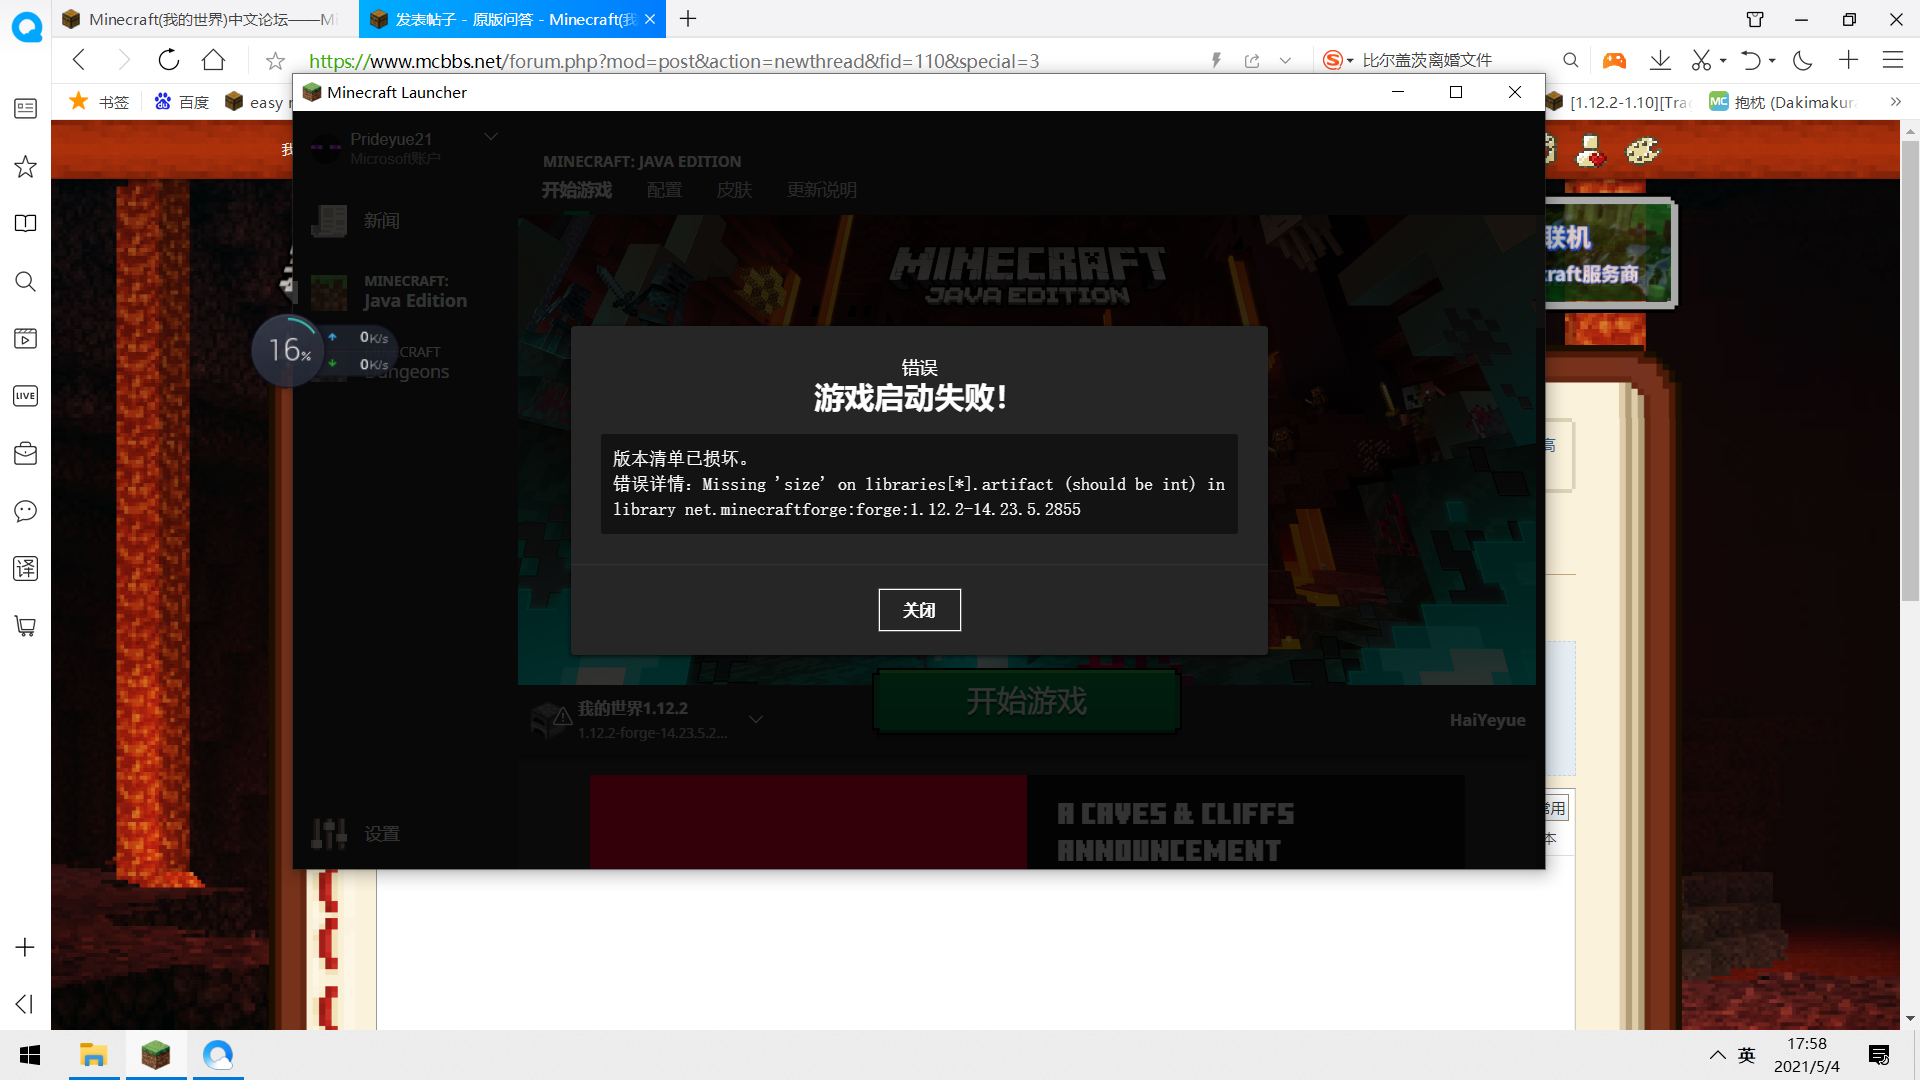 Minecraft(我的世界)中文论坛——Mi
发表帖子 - 原版问答 - Minecraft(我
https://www.mcbbs.net/forum.php?mod=post&action=newthread&fid=110&special=3
比尔盖茨离婚文件
书签
百度
easy
[1.12.2-1.10][Tra
MC
抱枕 (Dakimakura
Minecraft Launcher
Prideyue21
Microsoft账户
新闻
MINECRAFT:
Java Edition
CRAFT
Dungeons
设置
16%
0K/s
0K/s
LIVE
译
MINECRAFT: JAVA EDITION
开始游戏
配置
皮肤
更新说明
MINECRAFT
JAVA EDITION
错误
游戏启动失败！
版本清单已损坏。
错误详情：Missing 'size' on libraries[*].artifact (should be int) in
library net.minecraftforge:forge:1.12.2-14.23.5.2855
关闭
我的世界1.12.2
1.12.2-forge-14.23.5.2...
开始游戏
HaiYeyue
A CAVES & CLIFFS
ANNOUNCEMENT
联机
craft服务商
高
常用
本
英
17:58
2021/5/4